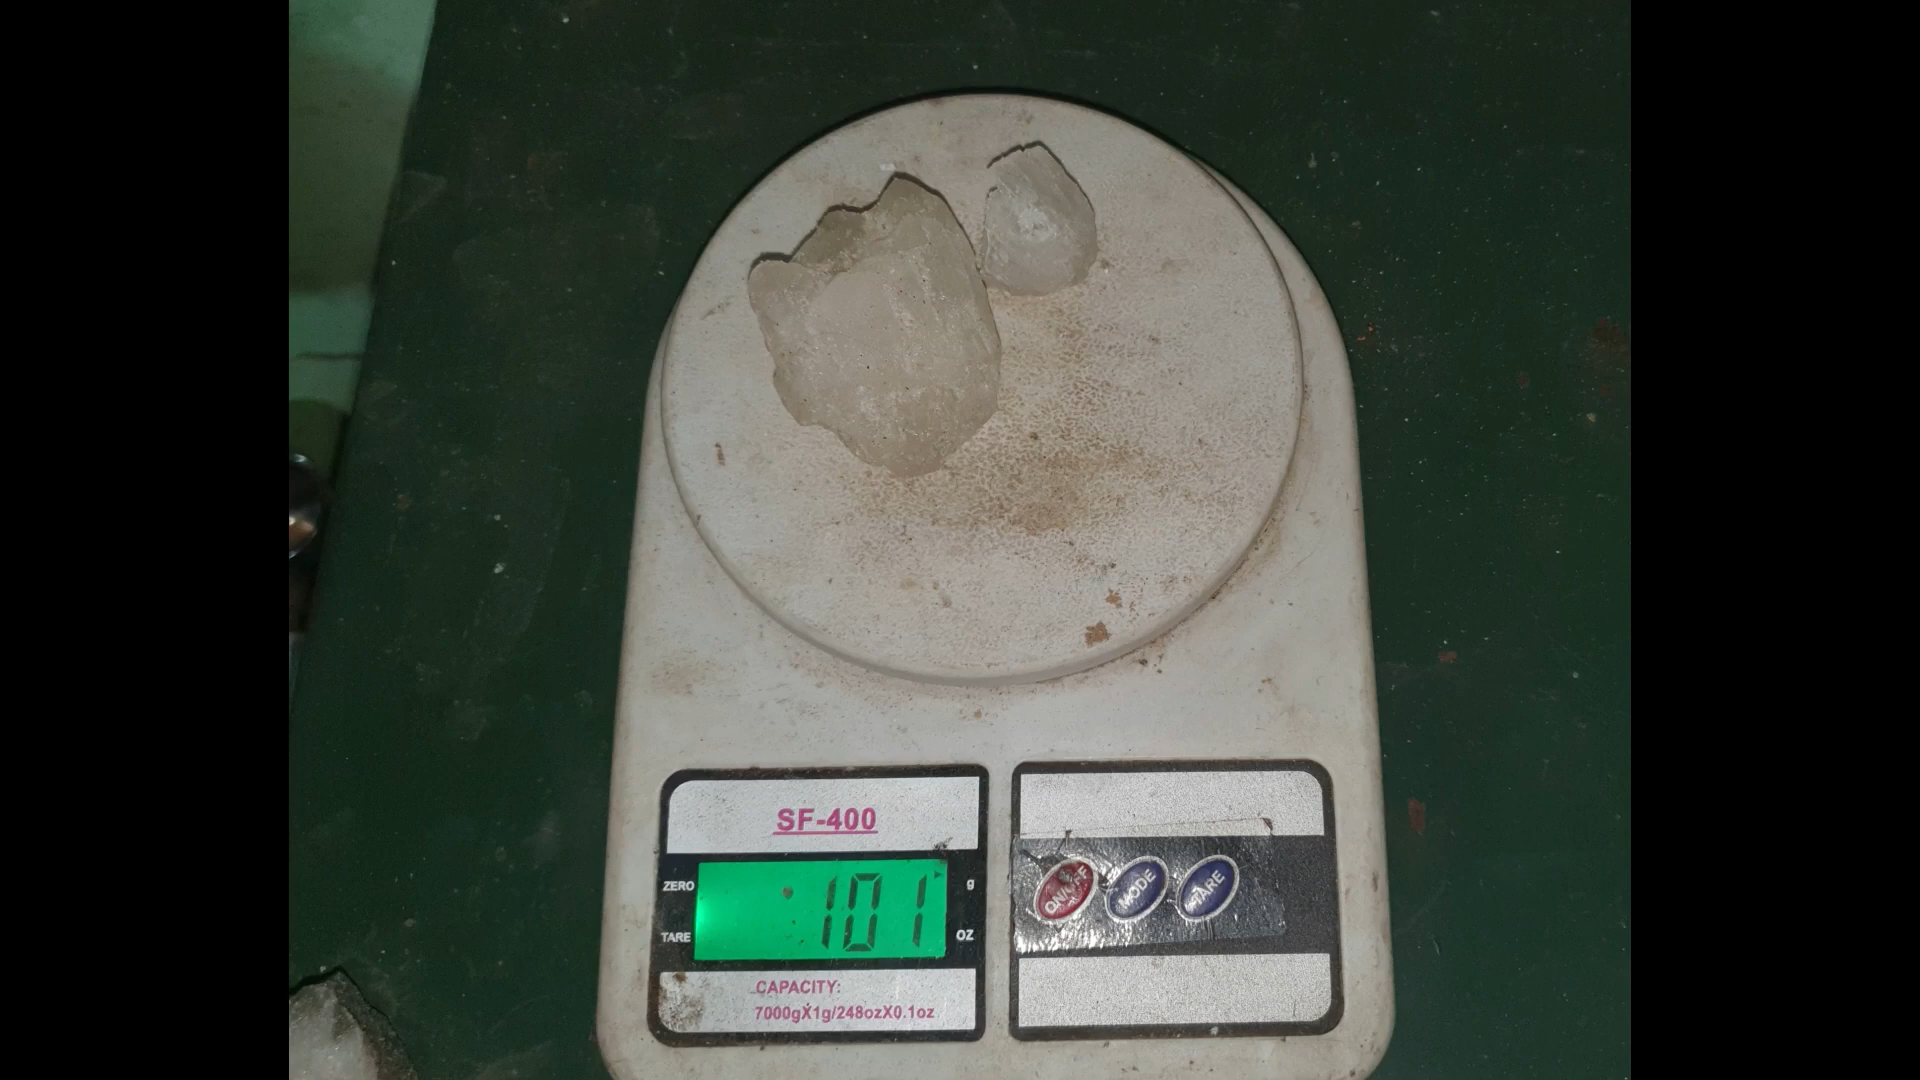 SF-400
ZERO
101
g
TARE
OZ
CAPACITY:
7000gX1g/248ozX0.1oz
ON/OFF
MODE
TARE